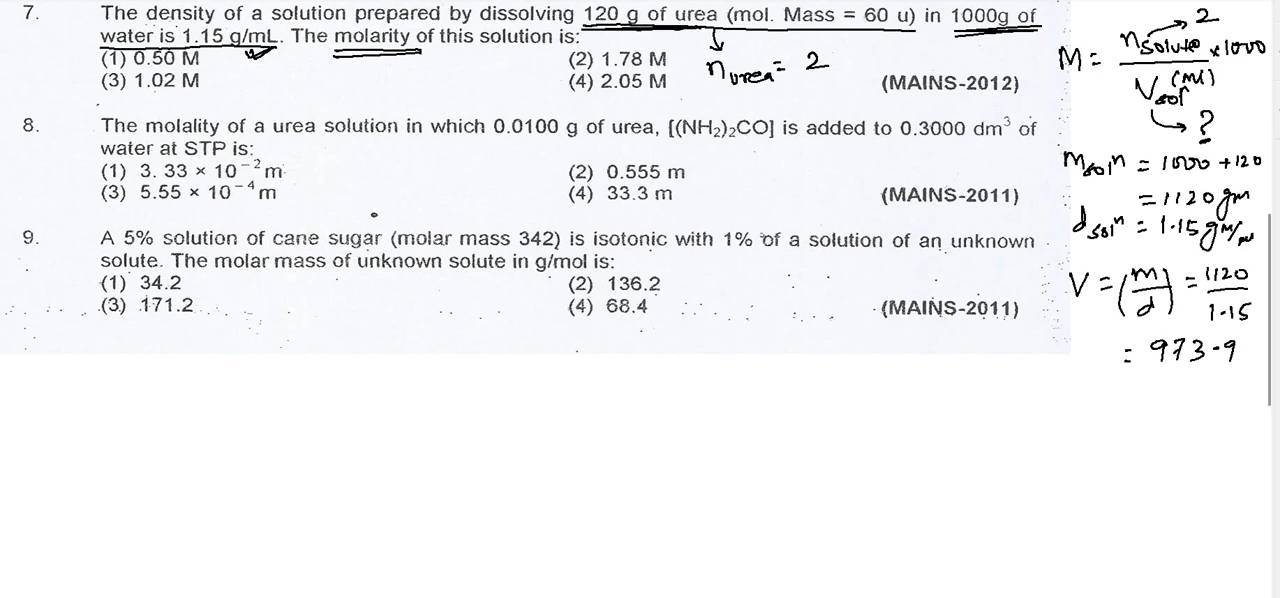 7. The density of a solution prepared by dissolving 120 g of urea (mol. Mass = 60 u) in 1000g of
water is 1.15 g/mL. The molarity of this solution is:
(1) 0.50 M (2) 1.78 M
(3) 1.02 M (4) 2.05 M (MAINS-2012)
n urea = 2
8. The molality of a urea solution in which 0.0100 g of urea, [(NH₂)₂CO] is added to 0.3000 dm³ of
water at STP is:
(1) 3. 33 × 10⁻² m (2) 0.555 m
(3) 5.55 × 10⁻⁴ m (4) 33.3 m (MAINS-2011)
9. A 5% solution of cane sugar (molar mass 342) is isotonic with 1% of a solution of an unknown
solute. The molar mass of unknown solute in g/mol is:
(1) 34.2 (2) 136.2
(3) 171.2 (4) 68.4 (MAINS-2011)
→ 2
M = n solute × 1000
V solⁿ (ml)
→ ?
m solⁿ = 1000 + 120
= 1120 gm
d solⁿ = 1.15 gm/ml
V = (m/d) = 1120/1.15
= 973.9